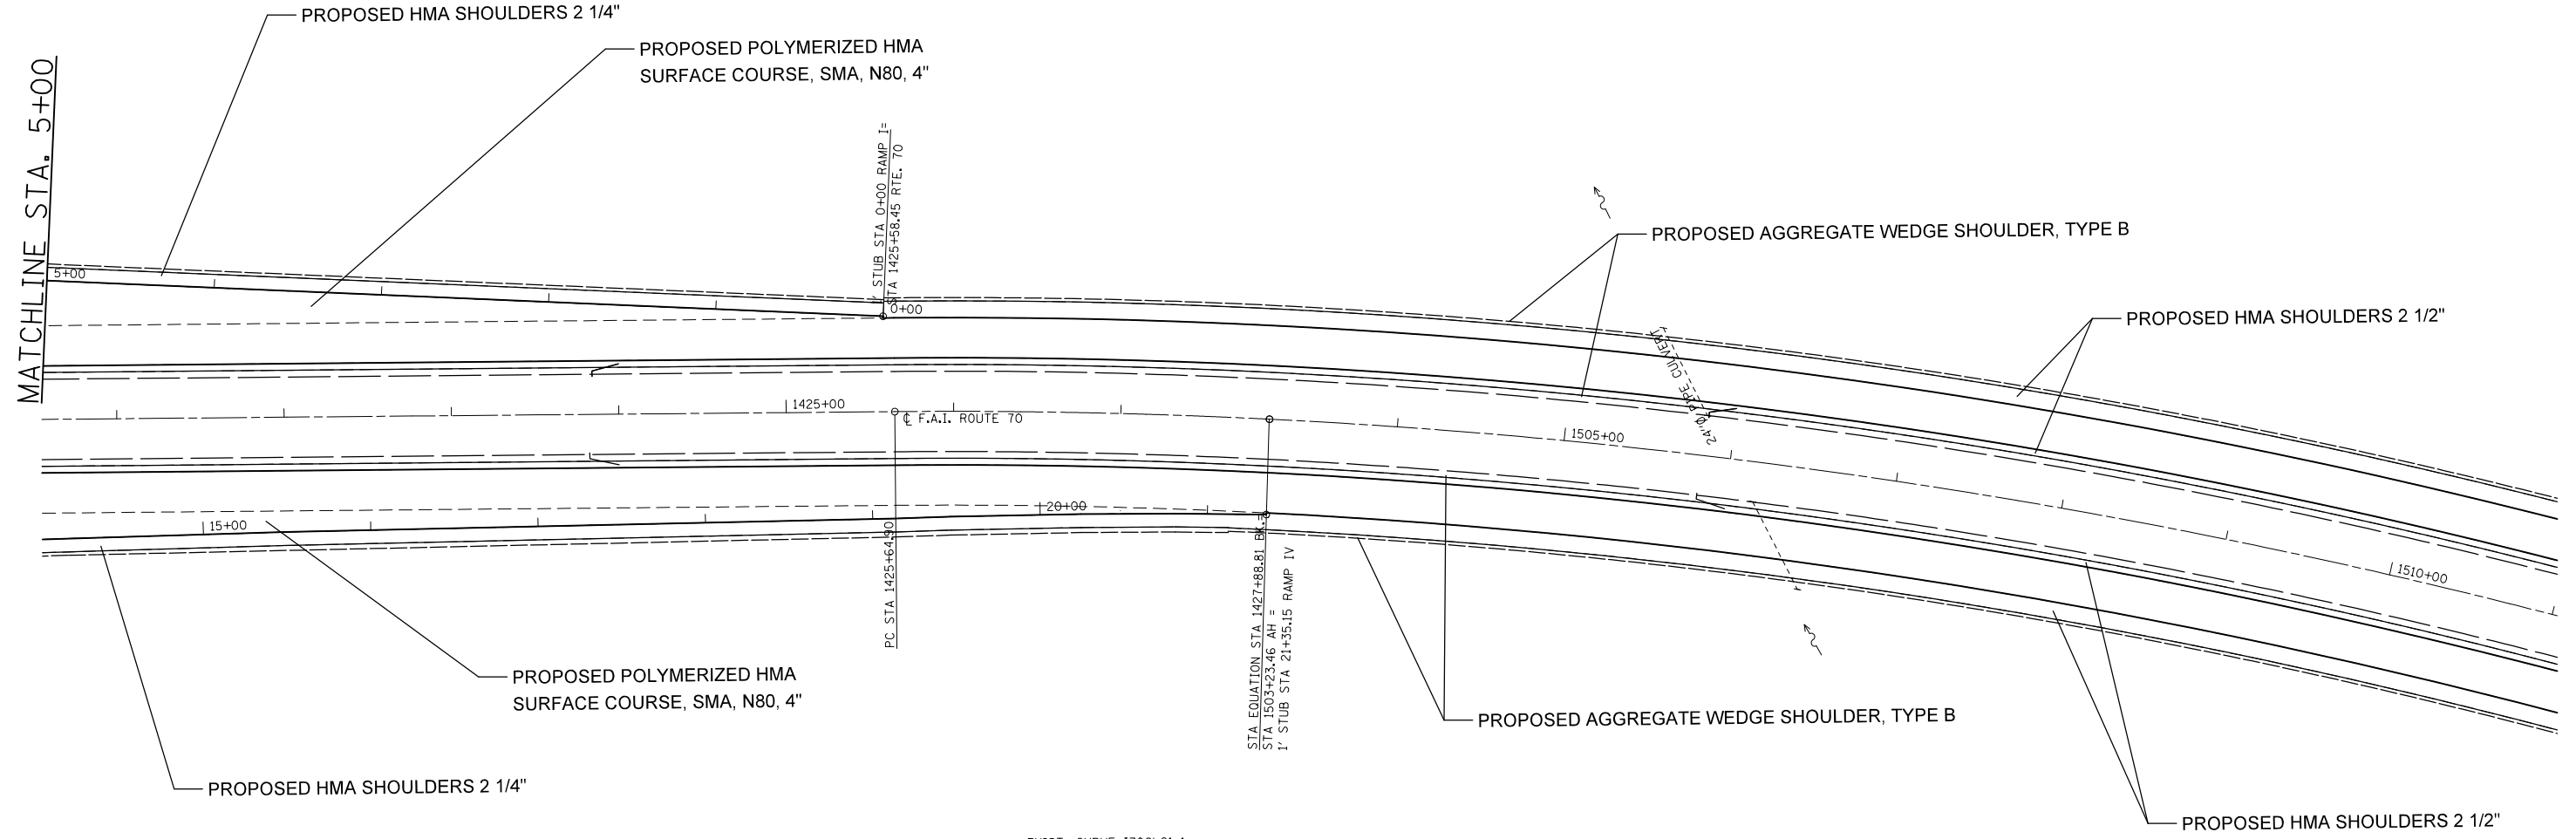 PROPOSED HMA SHOULDERS 2 1/4"
PROPOSED POLYMERIZED HMA
SURFACE COURSE, SMA, N80, 4"
MATCHLINE STA. 5+00
1' STUB STA 0+00 RAMP I=
STA 1425+58.45 RTE. 70
PROPOSED AGGREGATE WEDGE SHOULDER, TYPE B
5+00
0+00
PROPOSED HMA SHOULDERS 2 1/2"
24"Ø PIPE CULVERT
1425+00
℄ F.A.I. ROUTE 70
1505+00
15+00
20+00
1510+00
PC STA 1425+64.90
STA EQUATION STA 1427+88.81 BK.=
STA 1503+23.46 AH =
1' STUB STA 21+35.15 RAMP IV
PROPOSED POLYMERIZED HMA
SURFACE COURSE, SMA, N80, 4"
PROPOSED AGGREGATE WEDGE SHOULDER, TYPE B
PROPOSED HMA SHOULDERS 2 1/4"
PROPOSED HMA SHOULDERS 2 1/2"